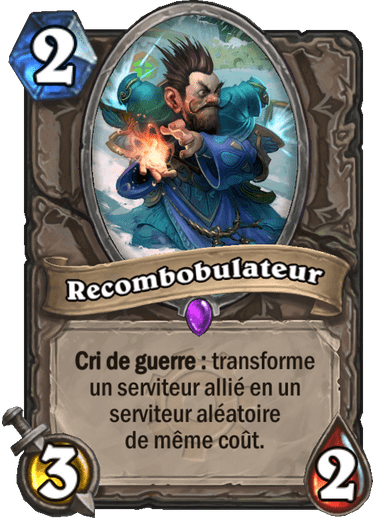 2
Recombobulateur
Cri de guerre : transforme
un serviteur allié en un
serviteur aléatoire
de même coût.
3
2